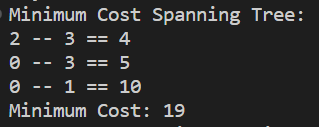 Minimum Cost Spanning Tree:
2 -- 3 == 4
0 -- 3 == 5
0 -- 1 == 10
Minimum Cost: 19